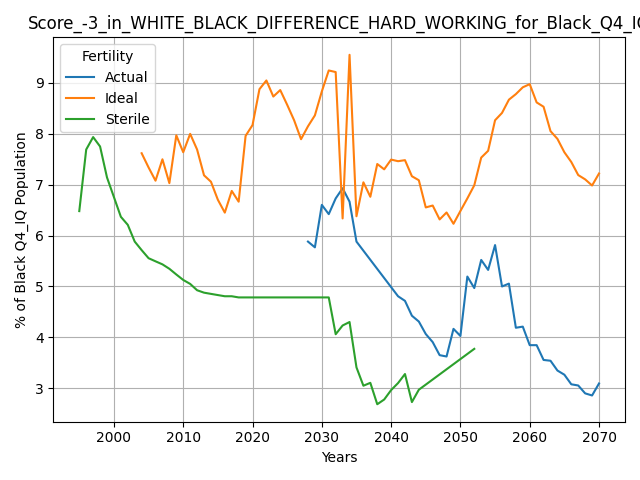 Score_-3_in_WHITE_BLACK_DIFFERENCE_HARD_WORKING_for_Black_Q4_IQ
Fertility
Actual
Ideal
Sterile
% of Black Q4_IQ Population
9
8
7
6
5
4
3
2000 2010 2020 2030 2040 2050 2060 2070
Years